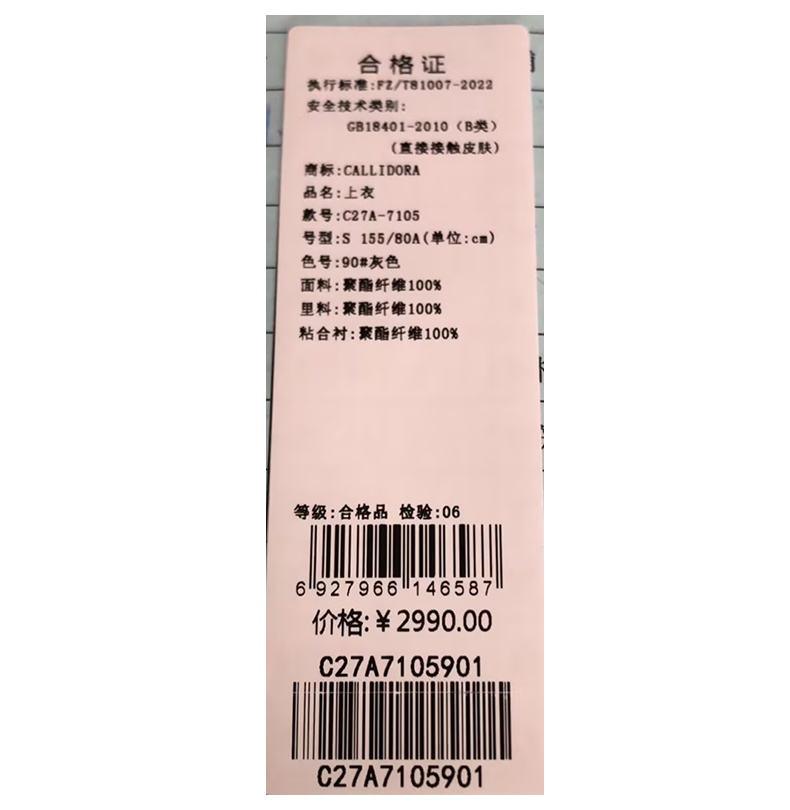 合格证
执行标准:FZ/T81007-2022
安全技术类别:
GB18401-2010（B类）
（直接接触皮肤）
商标:CALLIDORA
品名:上衣
款号:C27A-7105
号型:S 155/80A(单位:cm)
色号:90#灰色
面料:聚酯纤维100%
里料:聚酯纤维100%
粘合衬:聚酯纤维100%
等级:合格品 检验:06
6 927966 146587
价格:¥2990.00
C27A7105901
C27A7105901